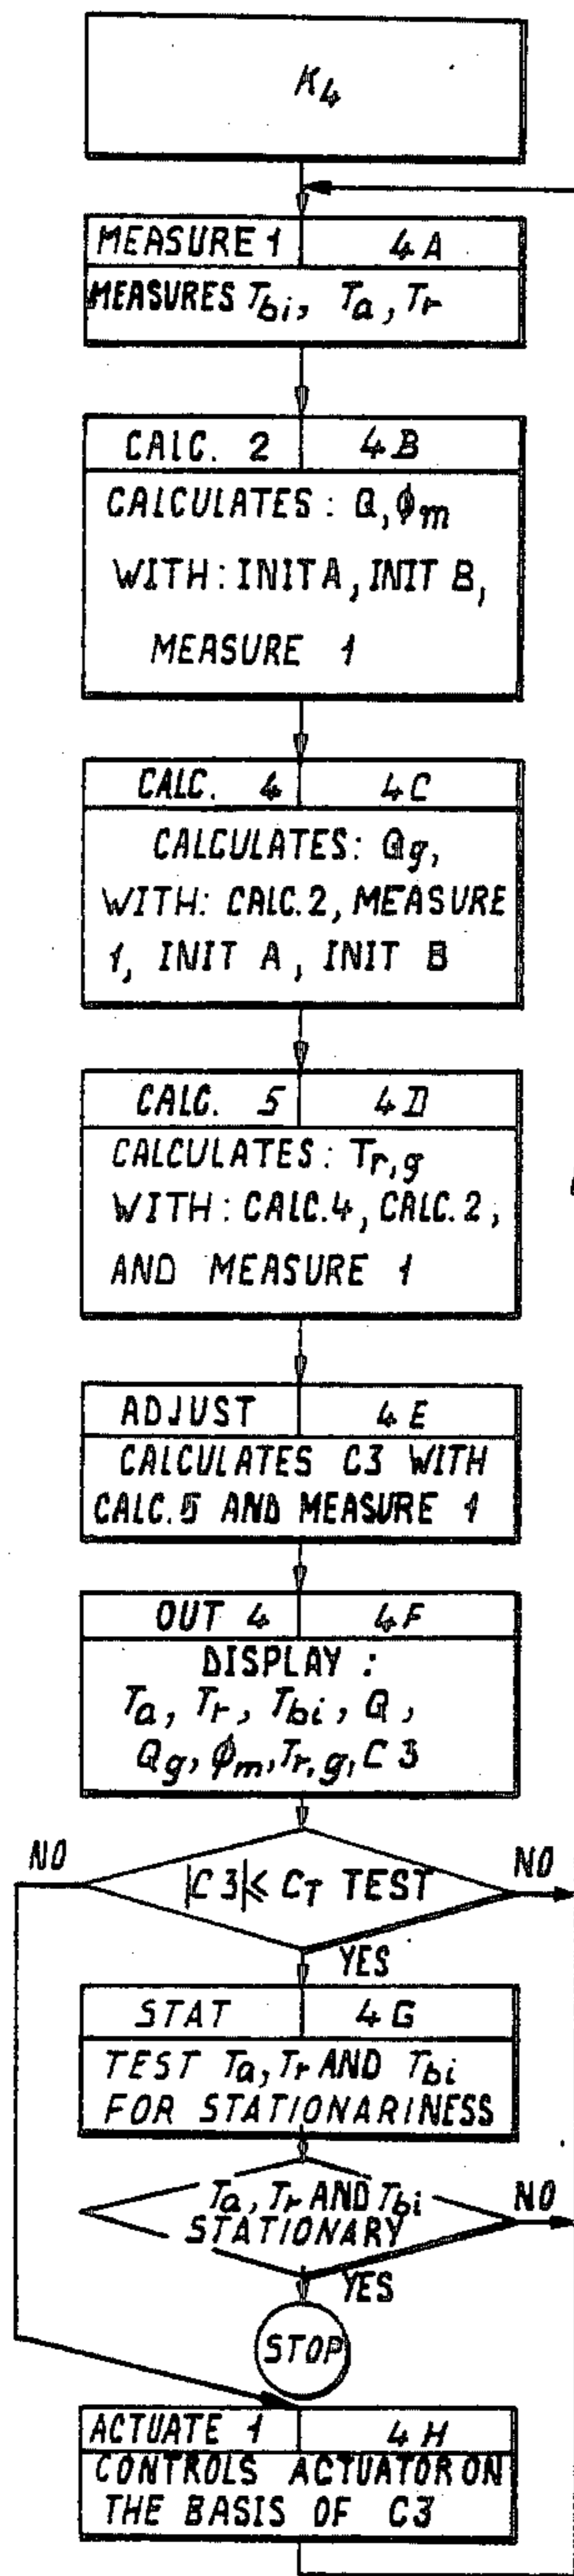 K4
MEASURE 1 4A
MEASURES Tbi, Ta, Tr
CALC. 2 4B
CALCULATES: Q, ϕm
WITH: INIT A, INIT B,
MEASURE 1
CALC. 4 4C
CALCULATES: Qg,
WITH: CALC.2, MEASURE
1, INIT A, INIT B
CALC. 5 4D
CALCULATES: Tr,g
WITH: CALC.4, CALC.2,
AND MEASURE 1
ADJUST 4E
CALCULATES C3 WITH
CALC.5 AND MEASURE 1
OUT 4 4F
DISPLAY :
Ta, Tr, Tbi, Q,
Qg, ϕm, Tr,g, C3
NO |C3| ≤ CT TEST NO
YES
STAT 4G
TEST Ta, Tr AND Tbi
FOR STATIONARINESS
Ta, Tr AND Tbi NO
STATIONARY
YES
STOP
ACTUATE 1 4H
CONTROLS ACTUATOR ON
THE BASIS OF C3